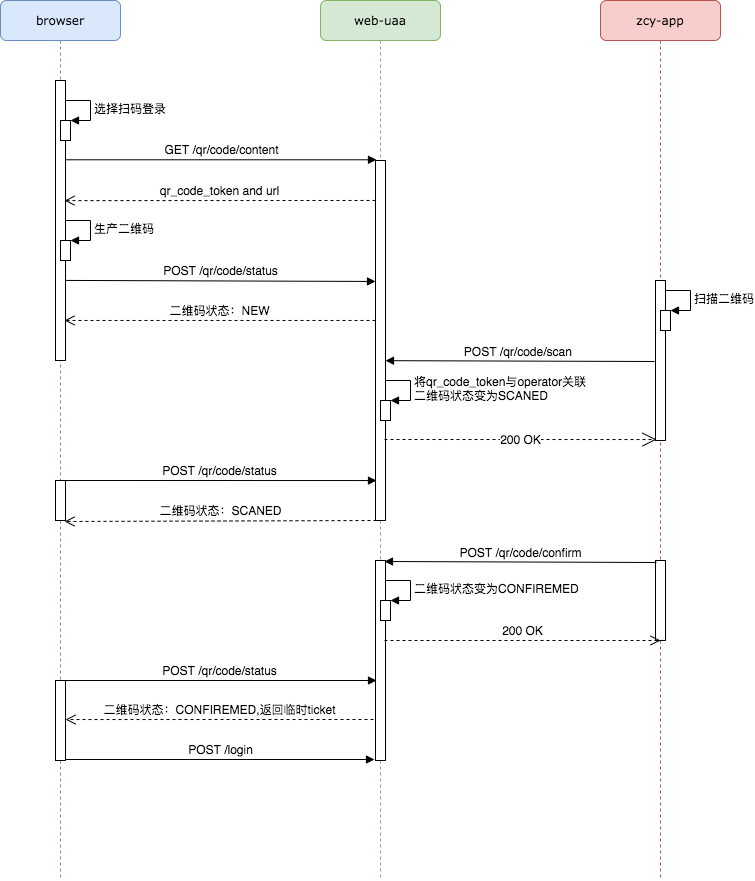 browser
web-uaa
zcy-app
选择扫码登录
GET /qr/code/content
qr_code_token and url
生产二维码
POST /qr/code/status
扫描二维码
二维码状态：NEW
POST /qr/code/scan
将qr_code_token与operator关联
二维码状态变为SCANED
200 OK
POST /qr/code/status
二维码状态：SCANED
POST /qr/code/confirm
二维码状态变为CONFIREMED
200 OK
POST /qr/code/status
二维码状态：CONFIREMED,返回临时ticket
POST /login